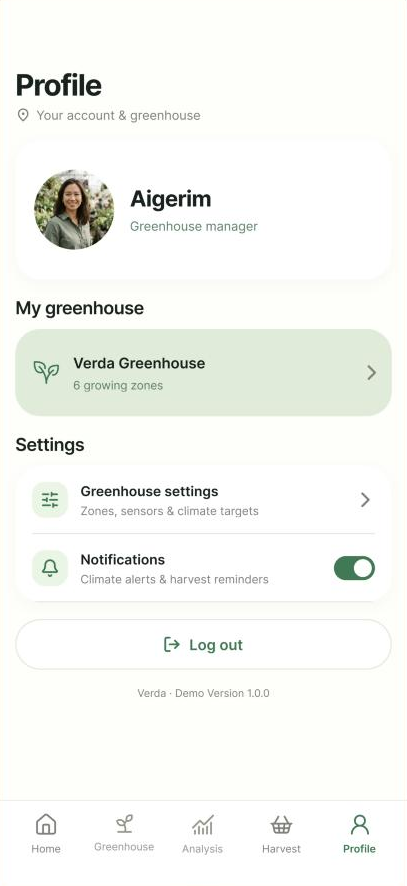 Profile
Your account & greenhouse
Aigerim
Greenhouse manager
My greenhouse
Verda Greenhouse
6 growing zones
Settings
Greenhouse settings
Zones, sensors & climate targets
Notifications
Climate alerts & harvest reminders
Log out
Verda · Demo Version 1.0.0
Home
Greenhouse
Analysis
Harvest
Profile